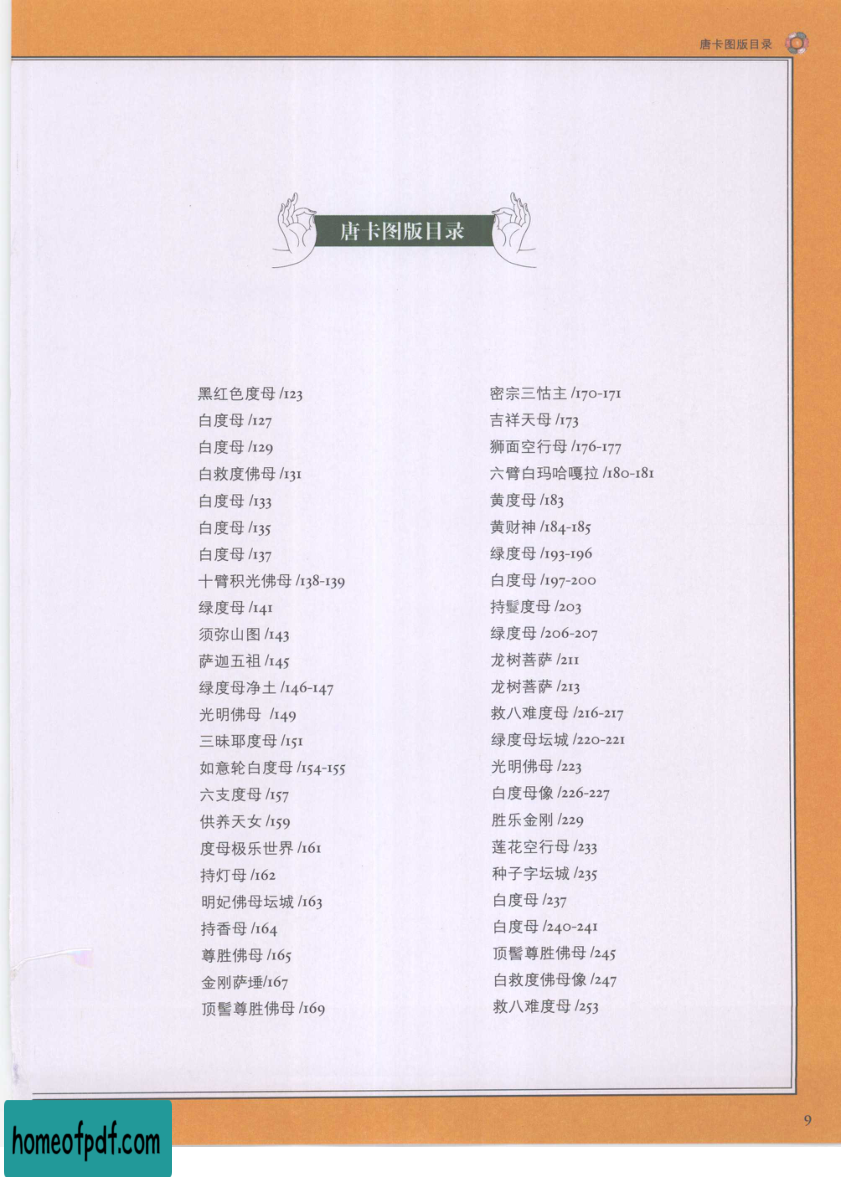 唐卡图版目录
唐卡图版目录
黑红色度母 /123
白度母 /127
白度母 /129
白救度佛母 /131
白度母 /133
白度母 /135
白度母 /137
十臂积光佛母 /138-139
绿度母 /141
须弥山图 /143
萨迦五祖 /145
绿度母净土 /146-147
光明佛母 /149
三昧耶度母 /151
如意轮白度母 /154-155
六支度母 /157
供养天女 /159
度母极乐世界 /161
持灯母 /162
明妃佛母坛城 /163
持香母 /164
尊胜佛母 /165
金刚萨埵/167
顶髻尊胜佛母 /169
密宗三怙主 /170-171
吉祥天母 /173
狮面空行母 /176-177
六臂白玛哈嘎拉 /180-181
黄度母 /183
黄财神 /184-185
绿度母 /193-196
白度母 /197-200
持鬘度母 /203
绿度母 /206-207
龙树菩萨 /211
龙树菩萨 /213
救八难度母 /216-217
绿度母坛城 /220-221
光明佛母 /223
白度母像 /226-227
胜乐金刚 /229
莲花空行母 /233
种子字坛城 /235
白度母 /237
白度母 /240-241
顶髻尊胜佛母 /245
白救度佛母像 /247
救八难度母 /253
9
homeofpdf.com